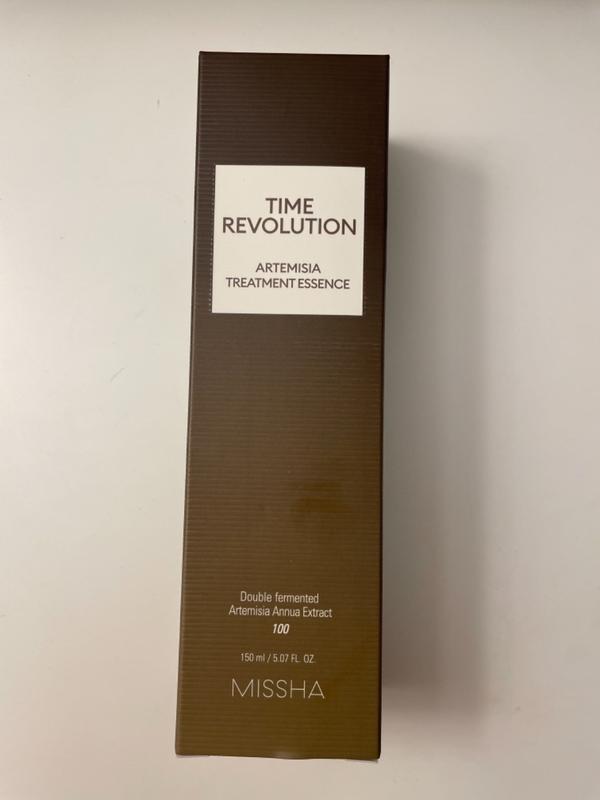 TIME
REVOLUTION
ARTEMISIA
TREATMENT ESSENCE
Double fermented
Artemisia Annua Extract
100
150 ml / 5.07 FL. OZ.
MISSHA